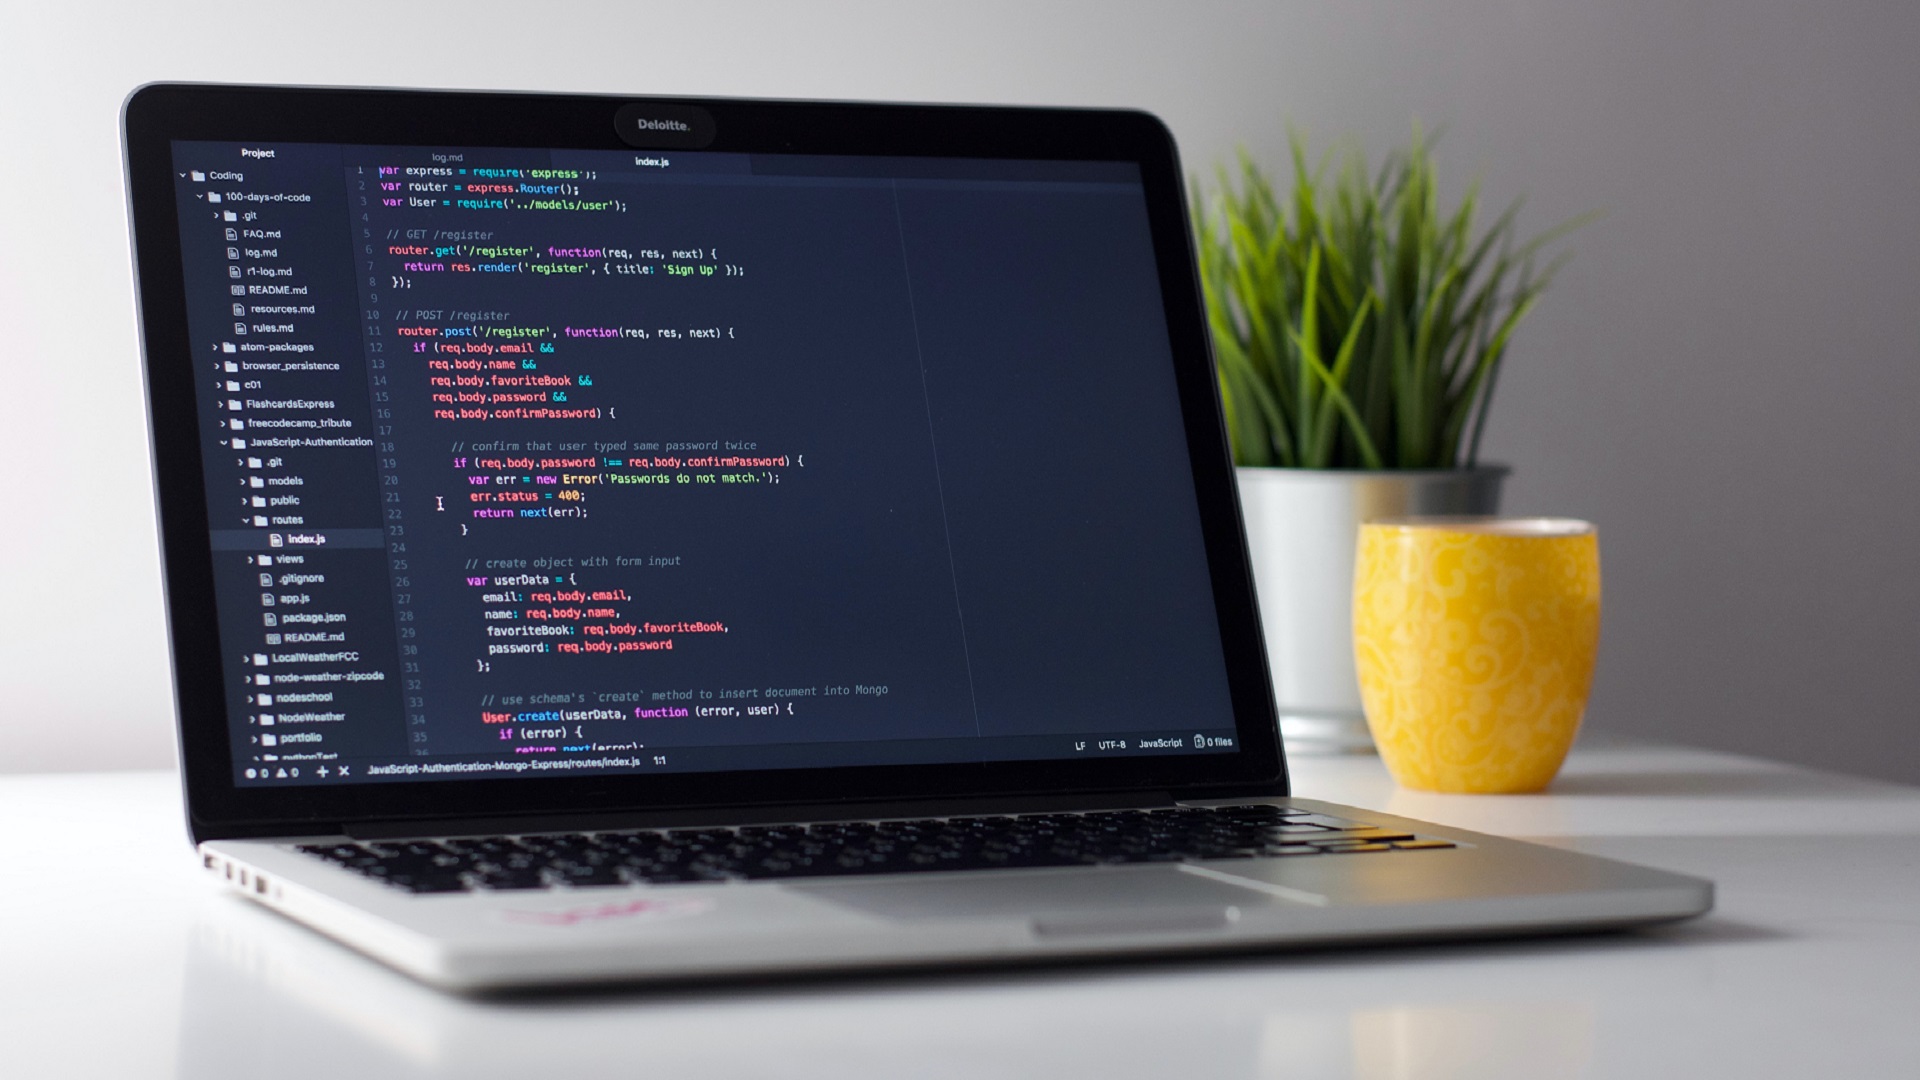 Deloitte.
Project
Coding
100-days-of-code
.git
FAQ.md
log.md
r1-log.md
README.md
resources.md
rules.md
atom-packages
browser_persistence
c01
FlashcardsExpress
freecodecamp_tribute
JavaScript-Authentication
.git
models
public
routes
index.js
views
.gitignore
app.js
package.json
README.md
LocalWeatherFCC
node-weather-zipcode
nodeschool
NodeWeather
portfolio
pythonTest
log.md
index.js
1 var express = require('express');
2 var router = express.Router();
3 var User = require('../models/user');
4
5 // GET /register
6 router.get('/register', function(req, res, next) {
7 return res.render('register', { title: 'Sign Up' });
8 });
9
10 // POST /register
11 router.post('/register', function(req, res, next) {
12 if (req.body.email &&
13 req.body.name &&
14 req.body.favoriteBook &&
15 req.body.password &&
16 req.body.confirmPassword) {
17
18 // confirm that user typed same password twice
19 if (req.body.password !== req.body.confirmPassword) {
20 var err = new Error('Passwords do not match.');
21 err.status = 400;
22 return next(err);
23 }
24
25 // create object with form input
26 var userData = {
27 email: req.body.email,
28 name: req.body.name,
29 favoriteBook: req.body.favoriteBook,
30 password: req.body.password
31 };
32
33 // use schema's `create` method to insert document into Mongo
34 User.create(userData, function (error, user) {
35 if (error) {
36 return next(error);
0 0 + × JavaScript-Authentication-Mongo-Express/routes/index.js 1:1 LF UTF-8 JavaScript 0 files